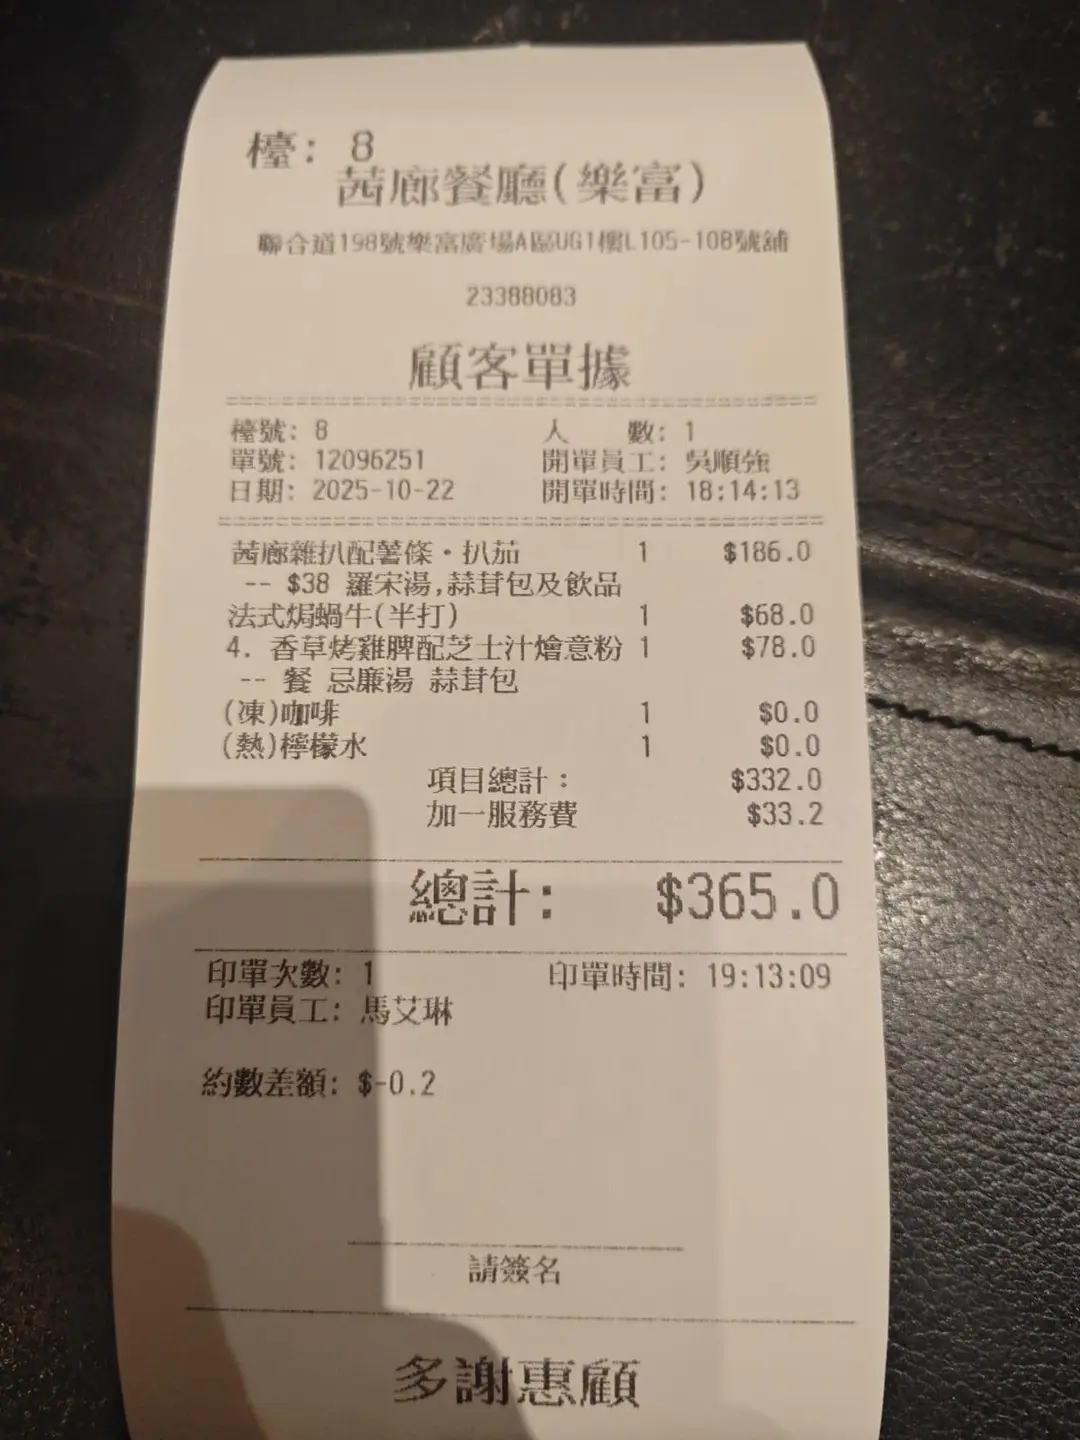 檯: 8
茜廊餐廳(樂富)
聯合道198號樂富廣場A區UG1樓L105-108號舖
23388083
顧客單據
檯號: 8 人 數: 1
單號: 12096251 開單員工: 吳順強
日期: 2025-10-22 開單時間: 18:14:13
茜廊雜扒配薯條·扒茄 1 $186.0
-- $38 羅宋湯,蒜茸包及飲品
法式焗蝸牛(半打) 1 $68.0
4. 香草烤雞脾配芝士汁燴意粉 1 $78.0
-- 餐 忌廉湯 蒜茸包
(凍)咖啡 1 $0.0
(熱)檸檬水 1 $0.0
項目總計: $332.0
加一服務費 $33.2
總計: $365.0
印單次數: 1 印單時間: 19:13:09
印單員工: 馬艾琳
約數差額: $-0.2
請簽名
多謝惠顧